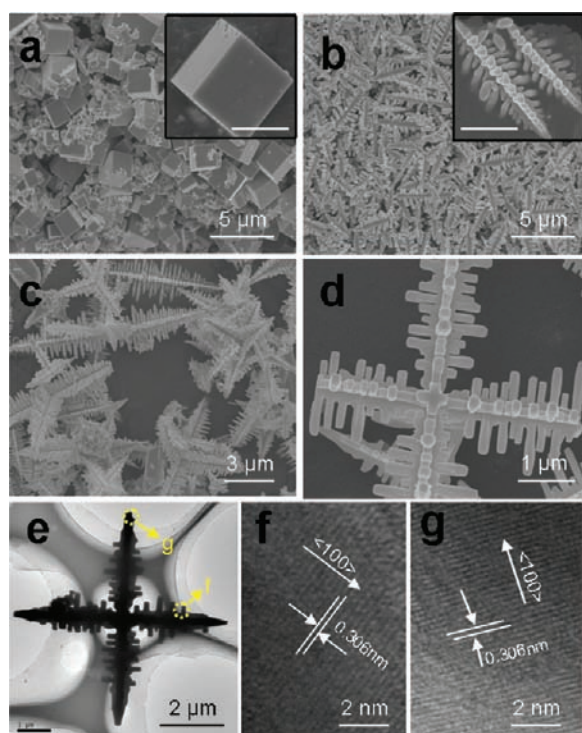 a
b
5 µm
5 µm
c
d
3 µm
1 µm
e
g
f
2 µm
f
<100>
0.306nm
2 nm
g
<100>
0.306nm
2 nm